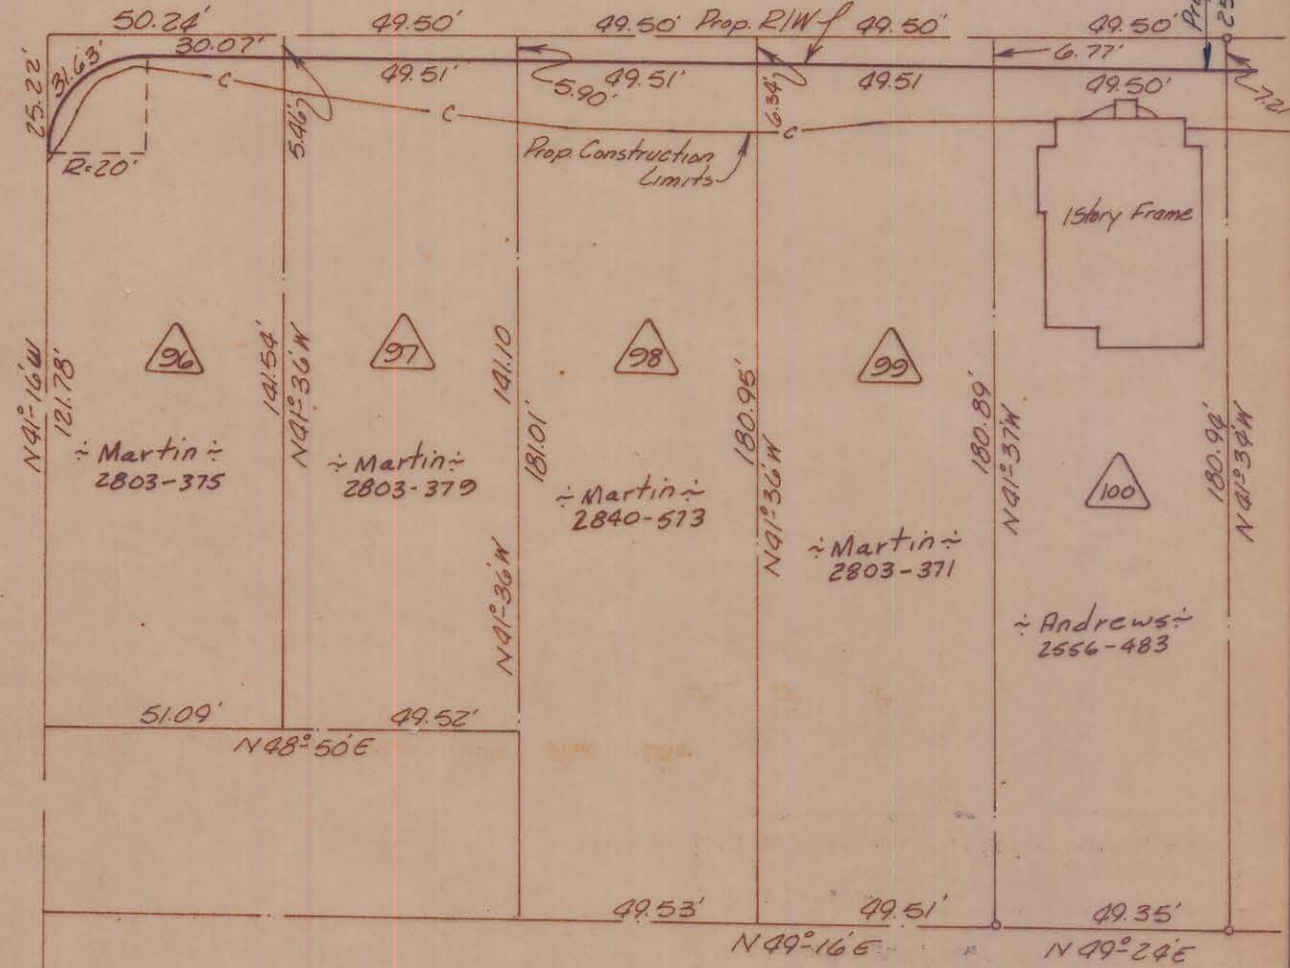 50.24' 49.50' 49.50' Prop. R/W 49.50' 49.50'
30.07' 6.77'
31.63' 49.51' 5.90' 49.51' 49.51 49.50'
25.22' 7.21
R=20' 5.46' 6.34'
Prop. Construction
Limits
C C C
1 Story Frame
96 97 98 99 100
N41°-16'W
121.78'
141.54'
N41°-36'W
141.10
181.01'
N41°-36'W
180.95'
N41°-36'W
180.89'
N41°-37'W
180.94'
N41°-34'W
÷ Martin ÷
2803-375
÷ Martin ÷
2803-379
÷ Martin ÷
2840-573
÷ Martin ÷
2803-371
÷ Andrews ÷
2556-483
51.09' 49.52'
N48°-50'E
49.53' 49.51' 49.35'
N49°-16'E N49°-24'E